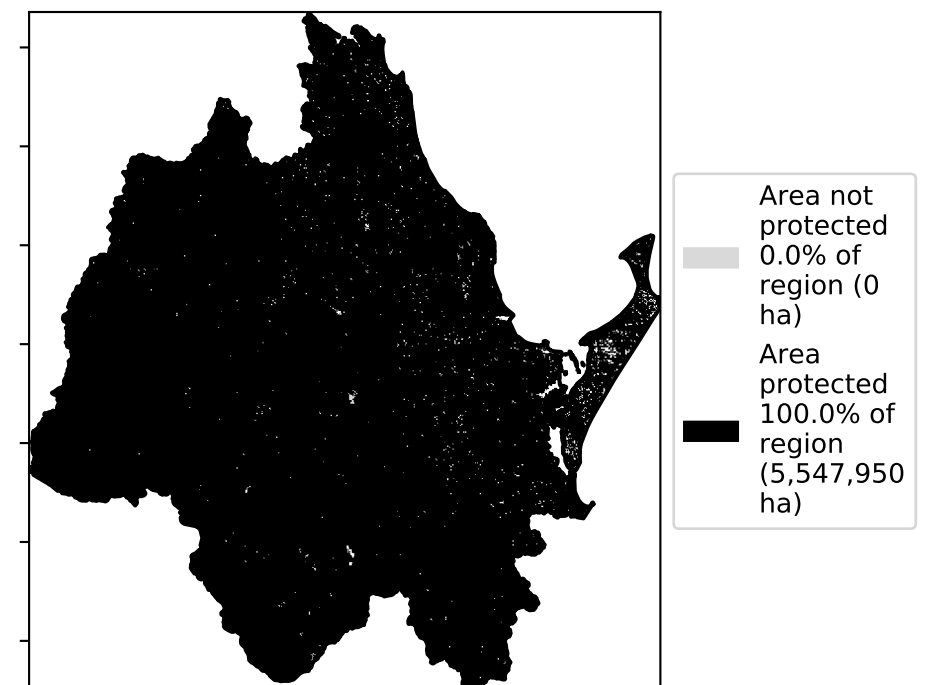 Area not
protected
0.0% of
region (0
ha)
Area
protected
100.0% of
region
(5,547,950
ha)